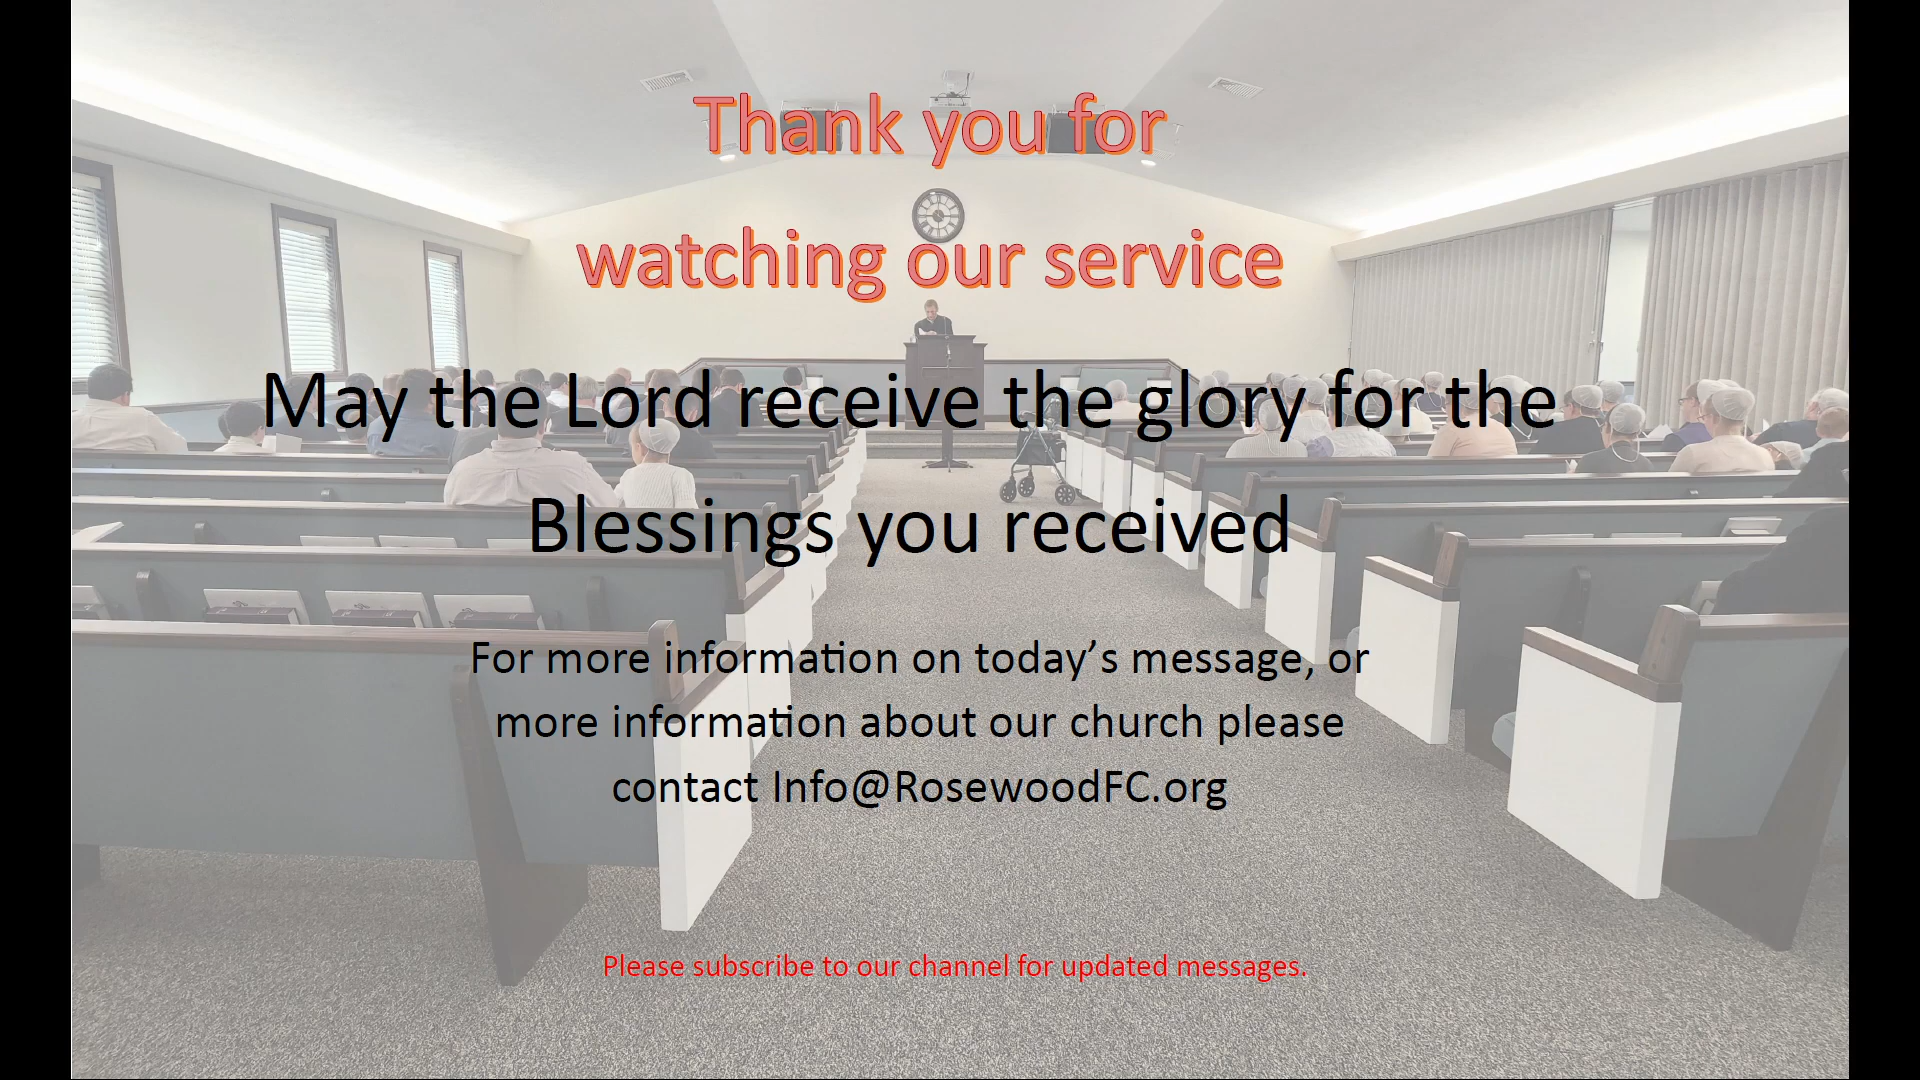 Thank you for
watching our service
May the Lord receive the glory for the
Blessings you received
For more information on today’s message, or
more information about our church please
contact Info@RosewoodFC.org
Please subscribe to our channel for updated messages.